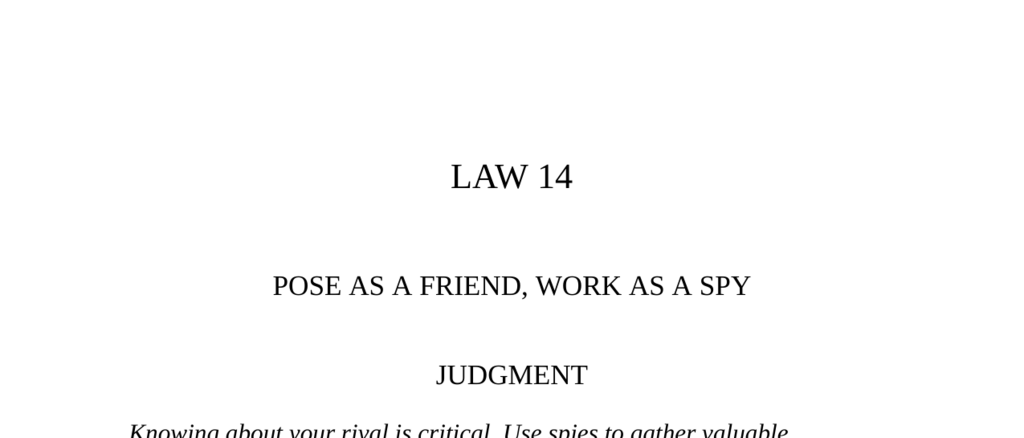 LAW 14
POSE AS A FRIEND, WORK AS A SPY
JUDGMENT
Knowing about your rival is critical. Use spies to gather valuable